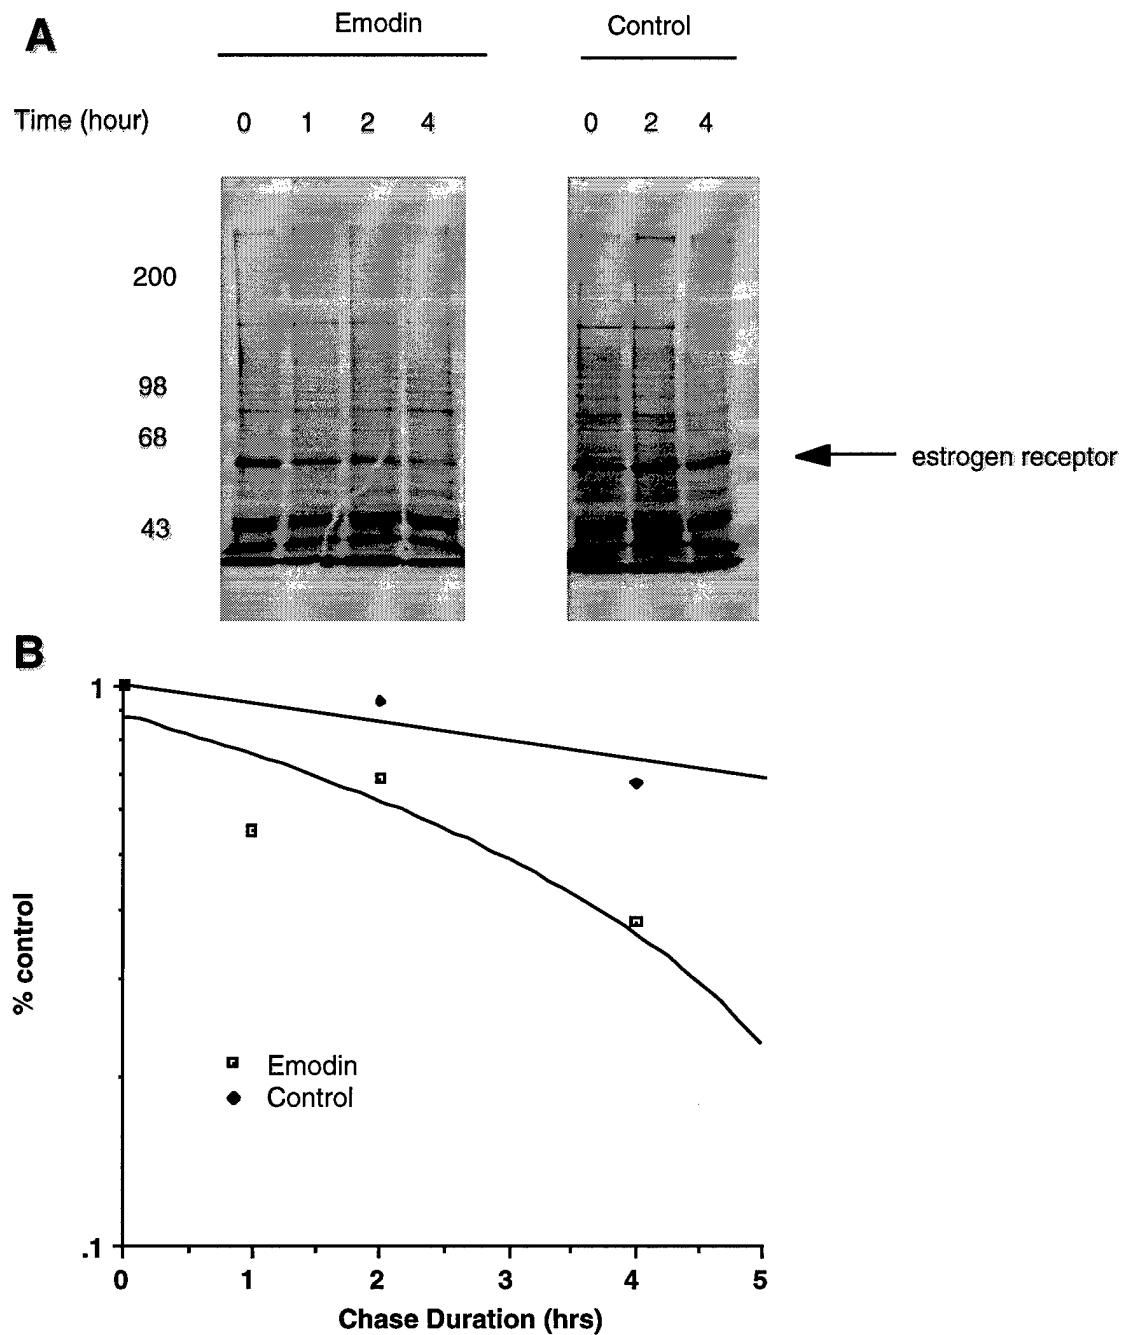 A
Emodin
Control
Time (hour)
0 1 2 4
0 2 4
200
98
68
43
estrogen receptor
B
1
% control
Emodin
Control
.1
0 1 2 3 4 5
Chase Duration (hrs)